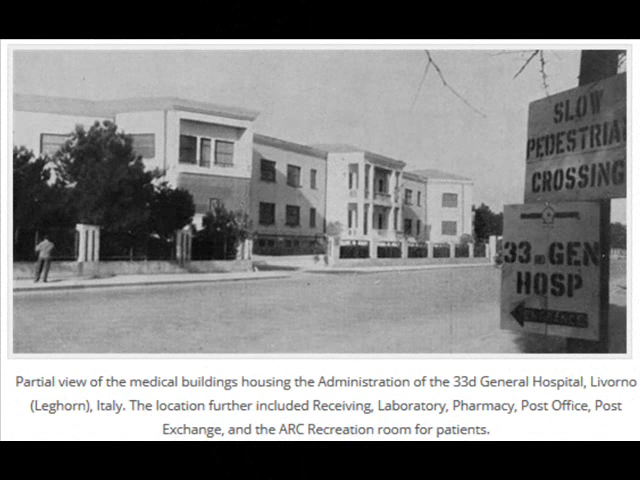 SLOW
PEDESTRIAN
CROSSING
33RD GEN
HOSP
ENTRANCE
Partial view of the medical buildings housing the Administration of the 33d General Hospital, Livorno
(Leghorn), Italy. The location further included Receiving, Laboratory, Pharmacy, Post Office, Post
Exchange, and the ARC Recreation room for patients.